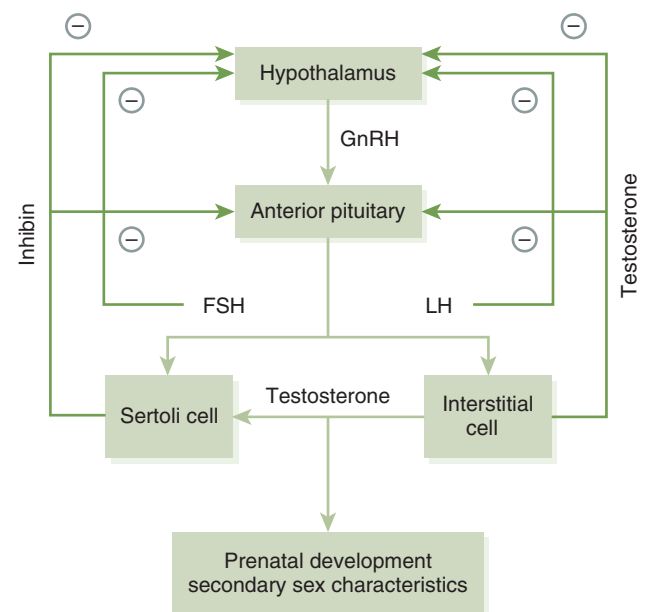 −
−
Hypothalamus
−
−
GnRH
Anterior pituitary
−
−
Inhibin
Testosterone
FSH
LH
Sertoli cell
Testosterone
Interstitial
cell
Prenatal development
secondary sex characteristics